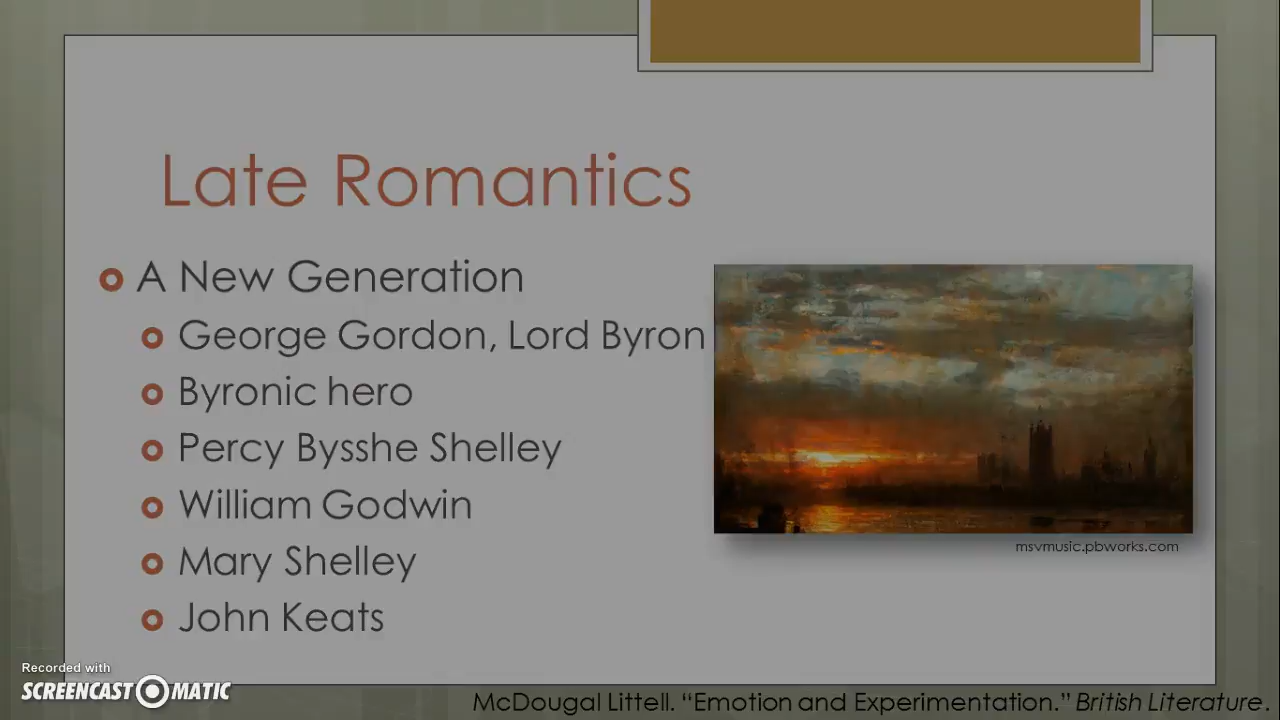 Late Romantics
A New Generation
George Gordon, Lord Byron
Byronic hero
Percy Bysshe Shelley
William Godwin
Mary Shelley
John Keats
msvmusic.pbworks.com
Recorded with
SCREENCAST MATIC
McDougal Littell. “Emotion and Experimentation.” British Literature.